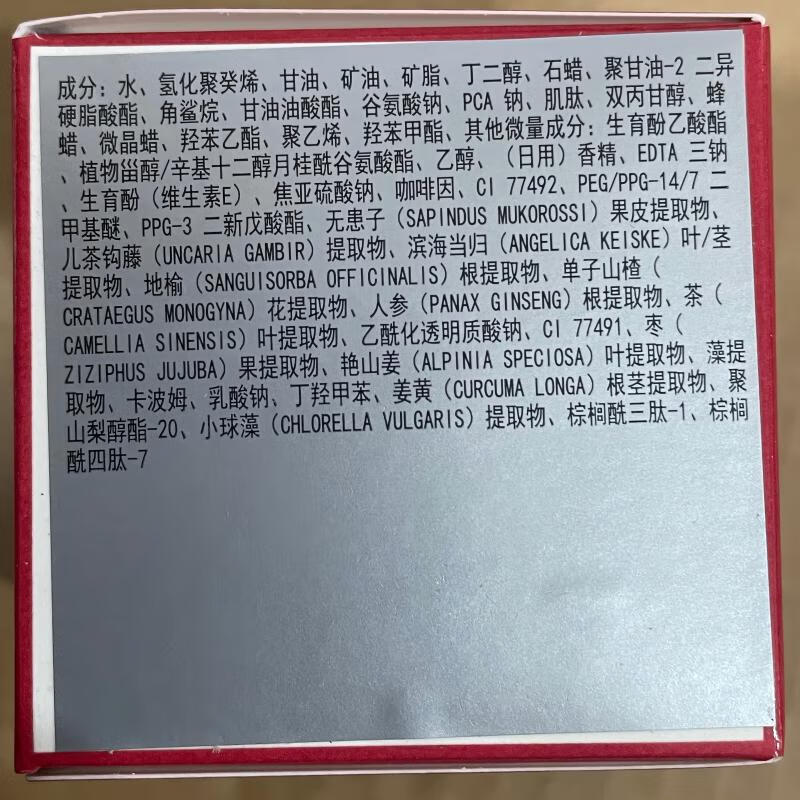 成分：水、氢化聚癸烯、甘油、矿油、矿脂、丁二醇、石蜡、聚甘油-2 二异
硬脂酸酯、角鲨烷、甘油油酸酯、谷氨酸钠、PCA 钠、肌肽、双丙甘醇、蜂
蜡、微晶蜡、羟苯乙酯、聚乙烯、羟苯甲酯、其他微量成分：生育酚乙酸酯
、植物甾醇/辛基十二醇月桂酰谷氨酸酯、乙醇、（日用）香精、EDTA 三钠
、生育酚（维生素E）、焦亚硫酸钠、咖啡因、CI 77492、PEG/PPG-14/7 二
甲基醚、PPG-3 二新戊酸酯、无患子（SAPINDUS MUKOROSSI）果皮提取物、
儿茶钩藤（UNCARIA GAMBIR）提取物、滨海当归（ANGELICA KEISKE）叶/茎
提取物、地榆（SANGUISORBA OFFICINALIS）根提取物、单子山楂（
CRATAEGUS MONOGYNA）花提取物、人参（PANAX GINSENG）根提取物、茶（
CAMELLIA SINENSIS）叶提取物、乙酰化透明质酸钠、CI 77491、枣（
ZIZIPHUS JUJUBA）果提取物、艳山姜（ALPINIA SPECIOSA）叶提取物、藻提
取物、卡波姆、乳酸钠、丁羟甲苯、姜黄（CURCUMA LONGA）根茎提取物、聚
山梨醇酯-20、小球藻（CHLORELLA VULGARIS）提取物、棕榈酰三肽-1、棕榈
酰四肽-7